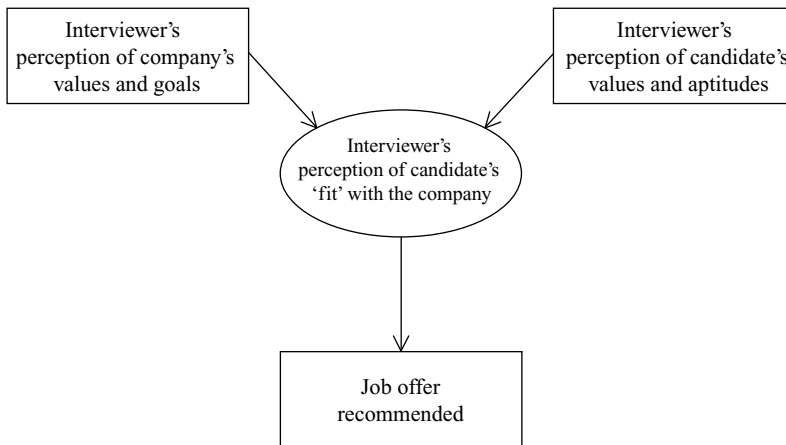 Interviewer’s
perception of company’s
values and goals
Interviewer’s
perception of candidate’s
values and aptitudes
Interviewer’s
perception of candidate’s
‘fit’ with the company
Job offer
recommended